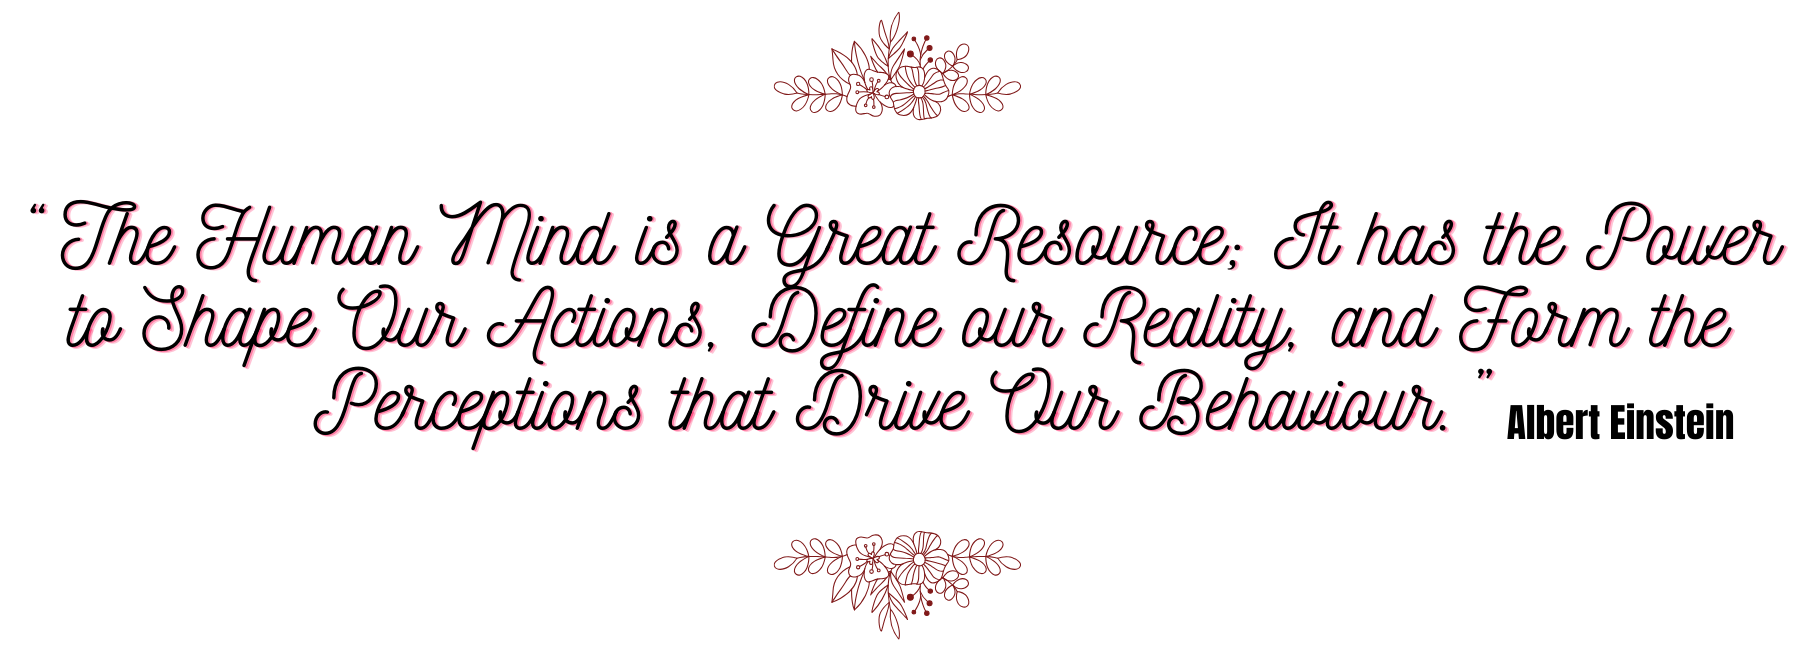 “The Human Mind is a Great Resource; It has the Power
to Shape Our Actions, Define our Reality, and Form the
Perceptions that Drive Our Behaviour.” Albert Einstein